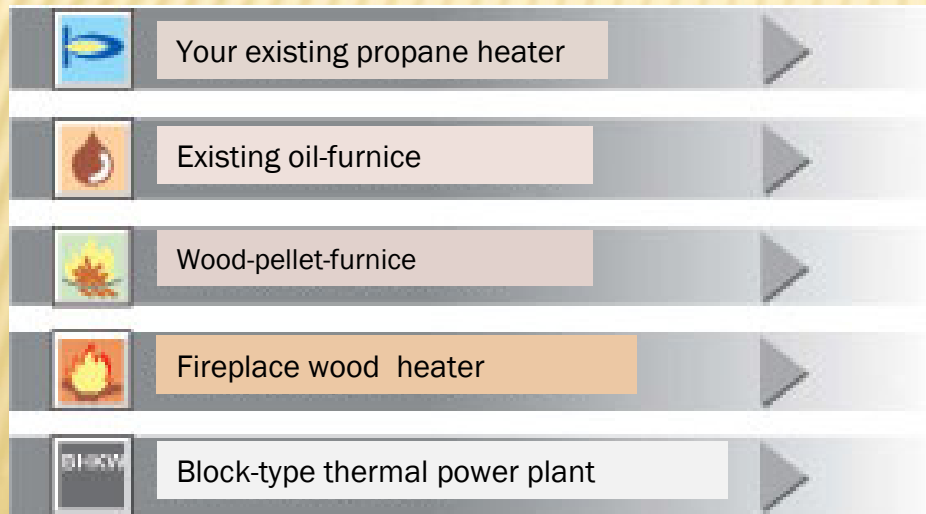 Your existing propane heater
Existing oil-furnice
Wood-pellet-furnice
Fireplace wood heater
BHKW
Block-type thermal power plant